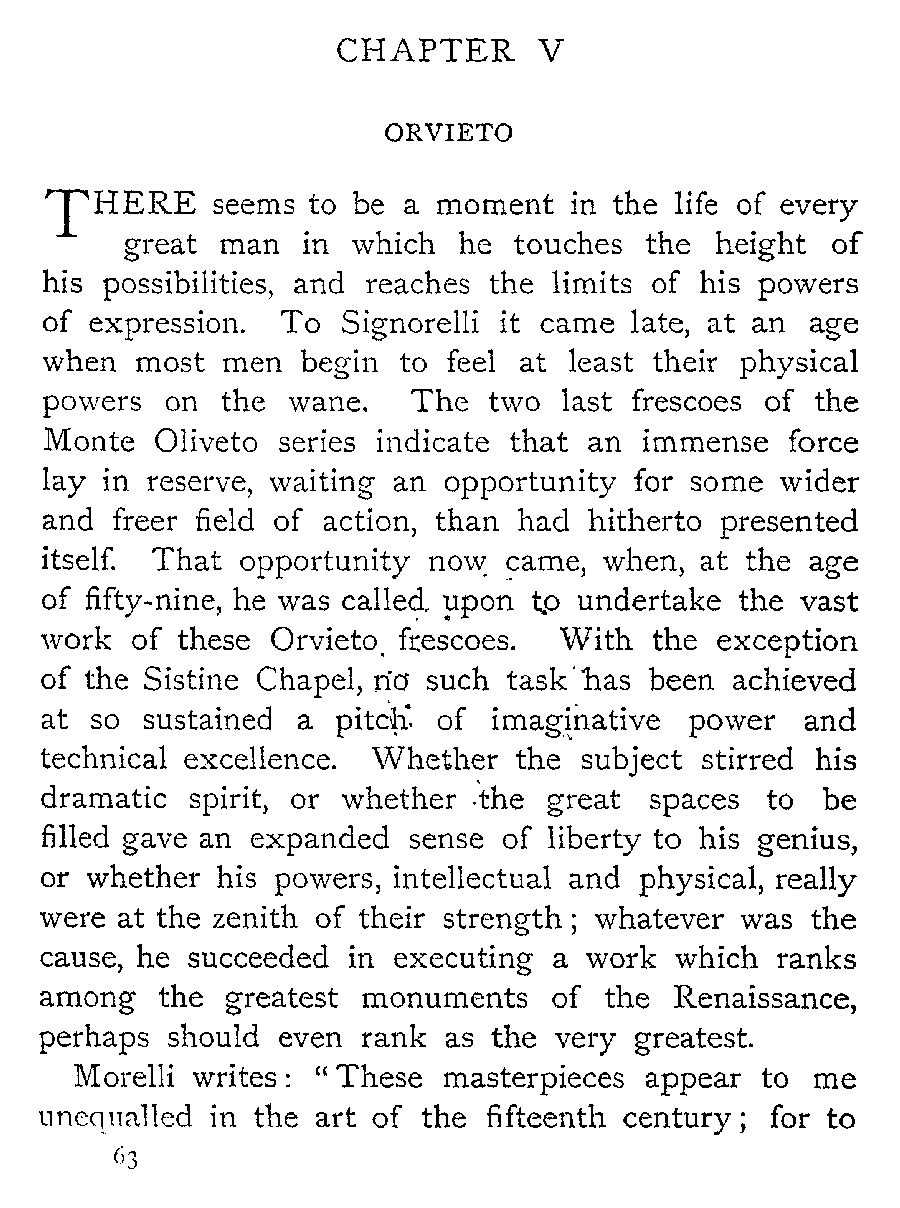 CHAPTER V
ORVIETO
THERE seems to be a moment in the life of every
great man in which he touches the height of
his possibilities, and reaches the limits of his powers
of expression. To Signorelli it came late, at an age
when most men begin to feel at least their physical
powers on the wane. The two last frescoes of the
Monte Oliveto series indicate that an immense force
lay in reserve, waiting an opportunity for some wider
and freer field of action, than had hitherto presented
itself. That opportunity now came, when, at the age
of fifty-nine, he was called upon to undertake the vast
work of these Orvieto frescoes. With the exception
of the Sistine Chapel, no such task has been achieved
at so sustained a pitch of imaginative power and
technical excellence. Whether the subject stirred his
dramatic spirit, or whether the great spaces to be
filled gave an expanded sense of liberty to his genius,
or whether his powers, intellectual and physical, really
were at the zenith of their strength; whatever was the
cause, he succeeded in executing a work which ranks
among the greatest monuments of the Renaissance,
perhaps should even rank as the very greatest.
Morelli writes: "These masterpieces appear to me
unequalled in the art of the fifteenth century; for to
63